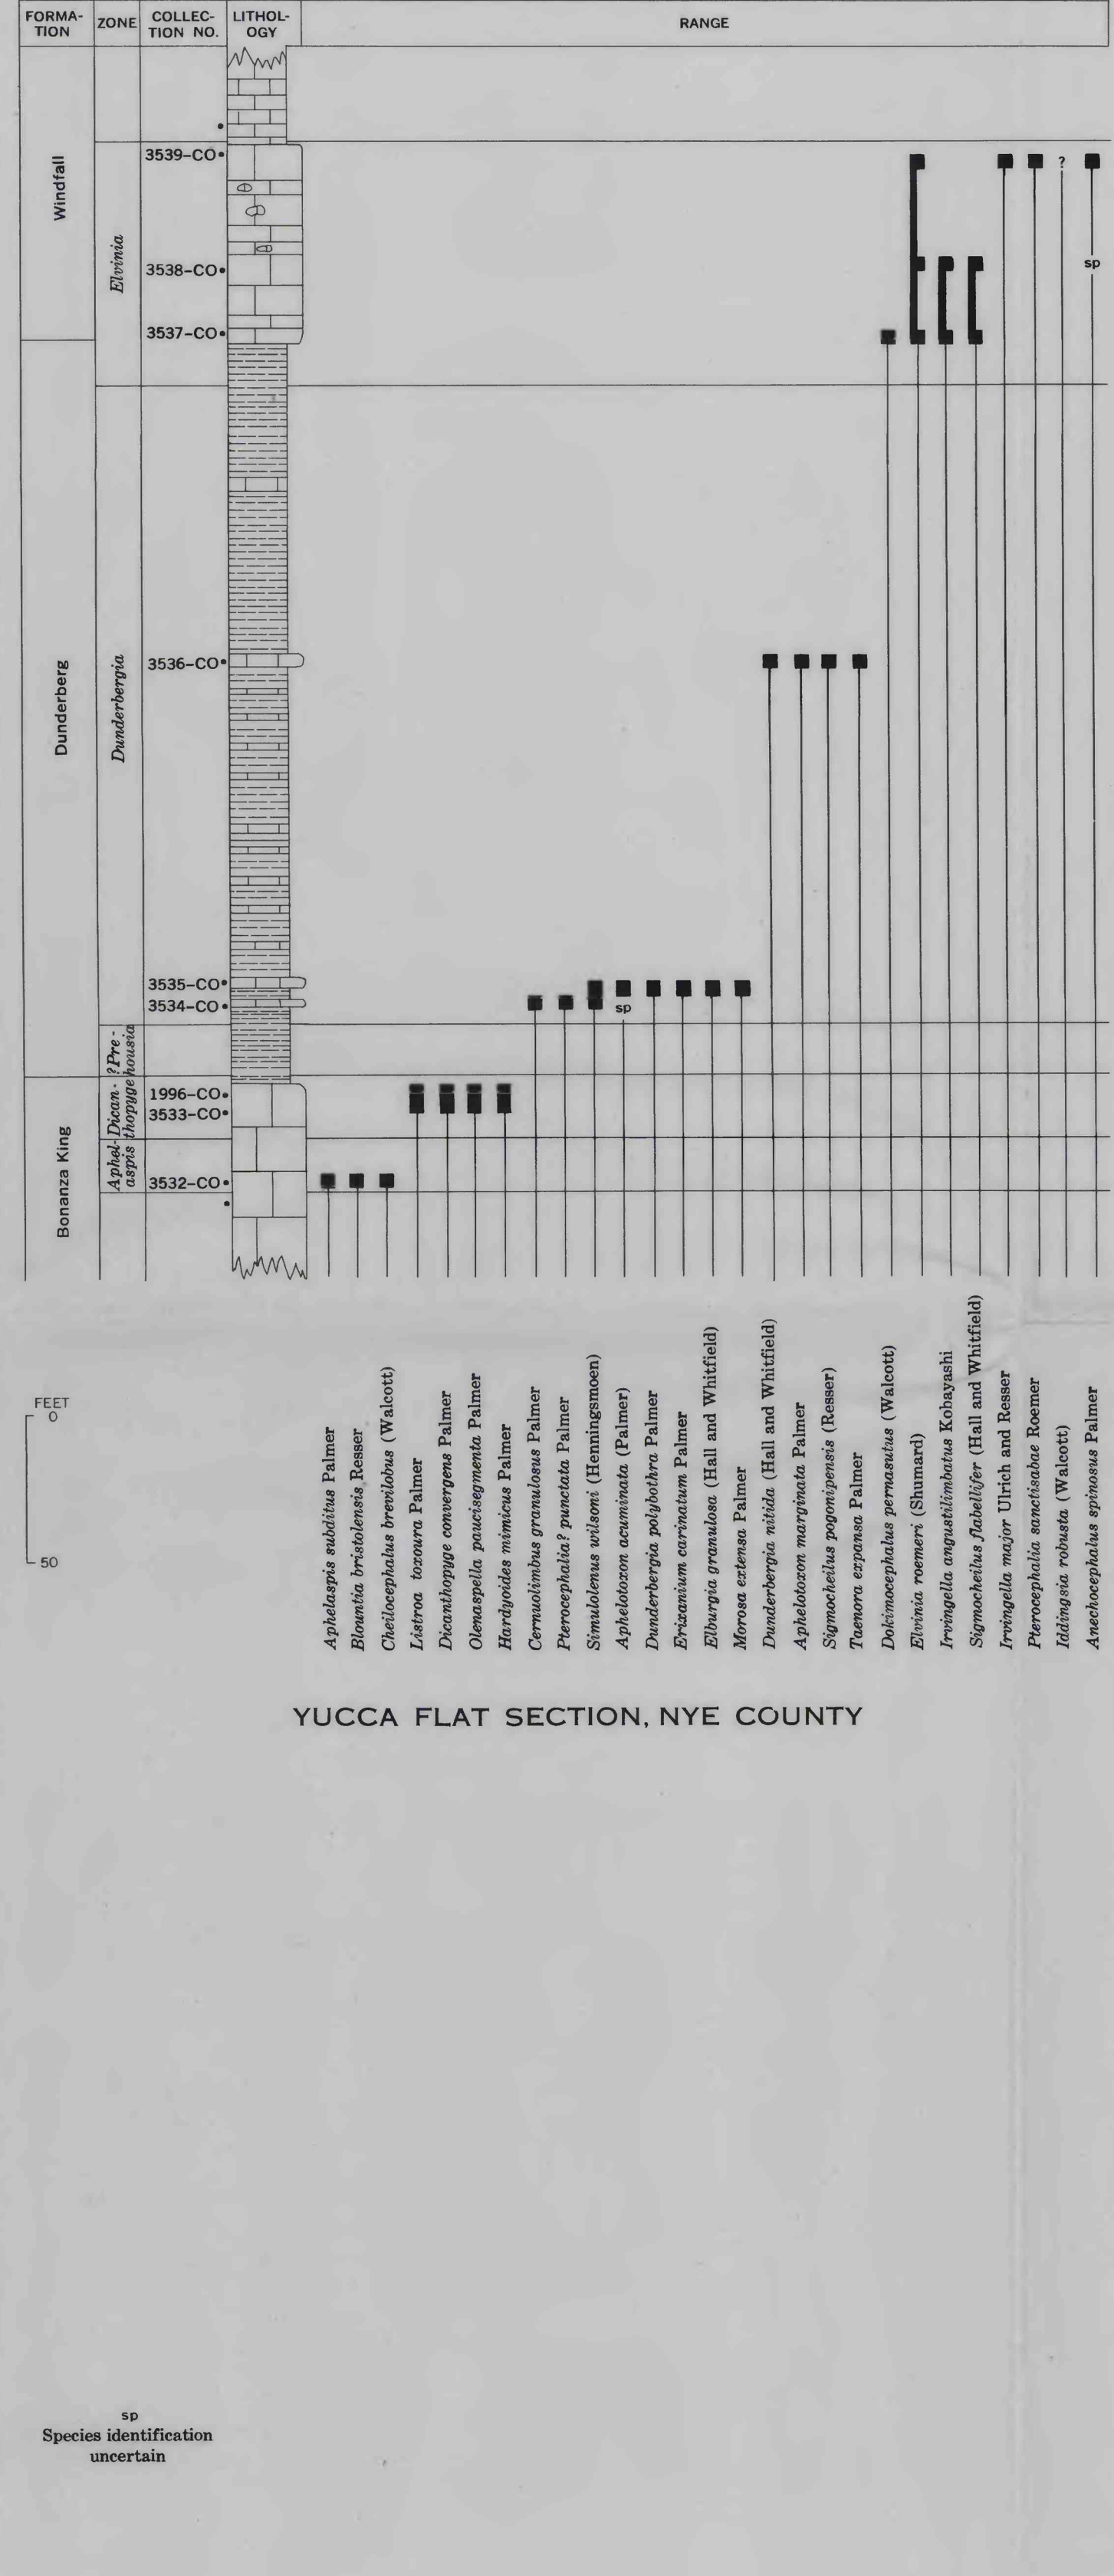 FORMA-
TION
ZONE
COLLEC-
TION NO.
LITHOL-
OGY
RANGE
Windfall
Dunderberg
Bonanza King
Elvinia
Dunderbergia
?Pre-
housia
Dican-
thopyge
Aphel-
aspis
3539-CO
3538-CO
3537-CO
3536-CO
3535-CO
3534-CO
1996-CO
3533-CO
3532-CO
?
sp
sp
Aphelaspis subditus Palmer
Blountia bristolensis Resser
Cheilocephalus brevilobus (Walcott)
Listroa toxoura Palmer
Dicanthopyge convergens Palmer
Olenaspella paucisegmenta Palmer
Hardyoides mimicus Palmer
Cernuolimbus granulosus Palmer
Pterocephalia? punctata Palmer
Simulolenus wilsoni (Henningsmoen)
Aphelotoxon acuminata (Palmer)
Dunderbergia polybothra Palmer
Erixanium carinatum Palmer
Elburgia granulosa (Hall and Whitfield)
Morosa extensa Palmer
Dunderbergia nitida (Hall and Whitfield)
Aphelotoxon marginata Palmer
Sigmocheilus pogonipensis (Resser)
Taenora expansa Palmer
Dokimocephalus pernasutus (Walcott)
Elvinia roemeri (Shumard)
Irvingella angustilimbatus Kobayashi
Sigmocheilus flabellifer (Hall and Whitfield)
Irvingella major Ulrich and Resser
Pterocephalia sanctisabae Roemer
Iddingsia robusta (Walcott)
Anechocephalus spinosus Palmer
FEET
0
50
YUCCA FLAT SECTION, NYE COUNTY
sp
Species identification
uncertain